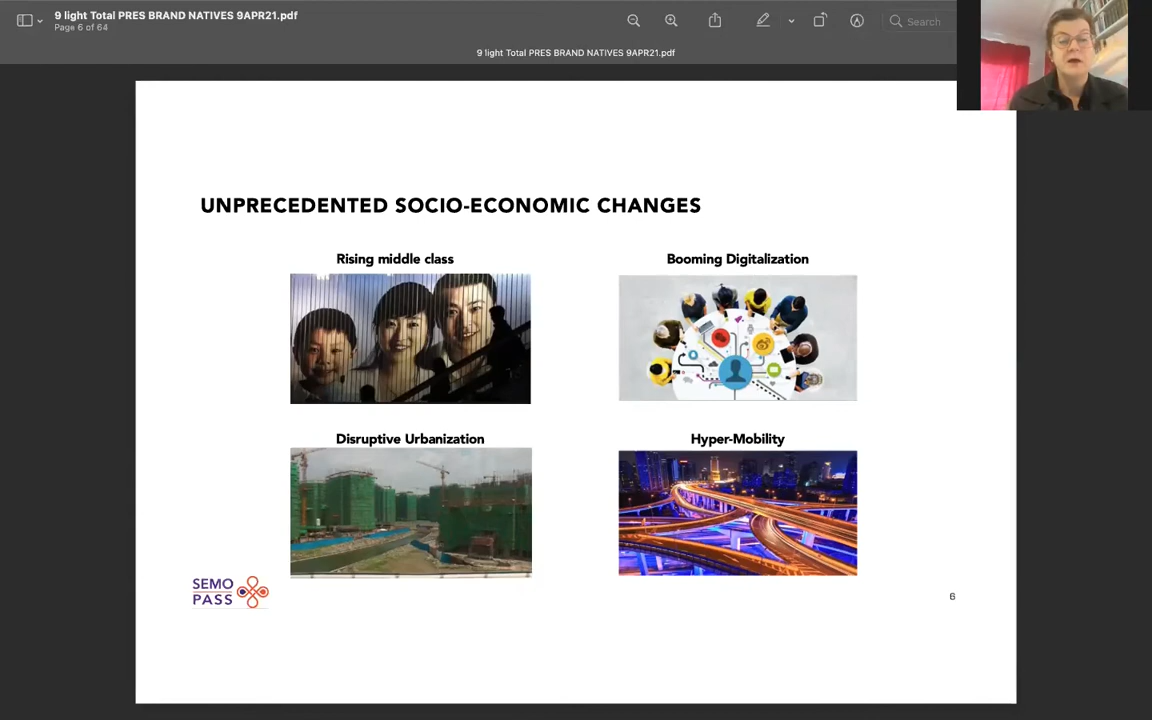 9 light Total PRES BRAND NATIVES 9APR21.pdf
Page 6 of 64
Search
9 light Total PRES BRAND NATIVES 9APR21.pdf
UNPRECEDENTED SOCIO-ECONOMIC CHANGES
Rising middle class
Booming Digitalization
Disruptive Urbanization
Hyper-Mobility
SEMO
PASS
6